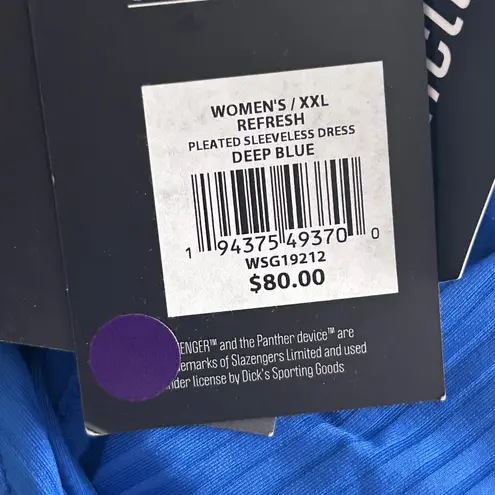 WOMEN'S / XXL
REFRESH
PLEATED SLEEVELESS DRESS
DEEP BLUE
1 94375 49370 0
WSG19212
$80.00
ENGER™ and the Panther device™ are
emarks of Slazengers Limited and used
der license by Dick's Sporting Goods